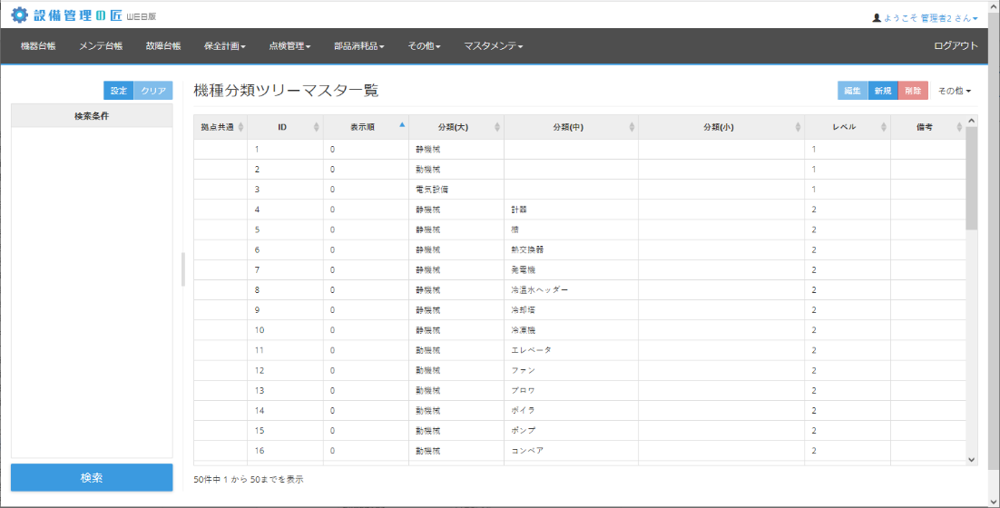 設備管理の匠 WEB版
ようこそ 管理者2 さん
機器台帳 メンテ台帳 故障台帳 保全計画 点検管理 部品消耗品 その他 マスタメンテ ログアウト
設定 クリア
機種分類ツリーマスター覧
編集 新規 削除 その他
検索条件
拠点共通 ID 表示順 分類(大) 分類(中) 分類(小) レベル 備考
1 0 静機械 1
2 0 動機械 1
3 0 電気設備 1
4 0 静機械 計器 2
5 0 静機械 槽 2
6 0 静機械 熱交換器 2
7 0 静機械 発電機 2
8 0 静機械 冷温水ヘッダー 2
9 0 静機械 冷却塔 2
10 0 静機械 冷凍機 2
11 0 動機械 エレベータ 2
12 0 動機械 ファン 2
13 0 動機械 ブロワ 2
14 0 動機械 ボイラ 2
15 0 動機械 ポンプ 2
16 0 動機械 コンベア 2
検索
50件中 1 から 50までを表示